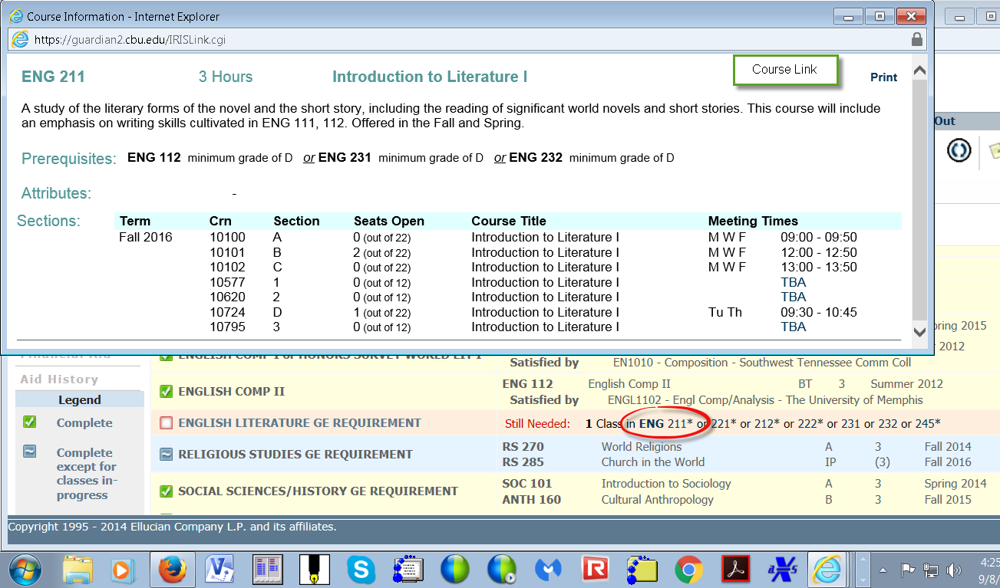 Course Information - Internet Explorer
https://guardian2.cbu.edu/IRISLink.cgi
ENG 211 3 Hours Introduction to Literature I Course Link Print
A study of the literary forms of the novel and the short story, including the reading of significant world novels and short stories. This course will include
an emphasis on writing skills cultivated in ENG 111, 112. Offered in the Fall and Spring.
Out
Prerequisites: ENG 112 minimum grade of D or ENG 231 minimum grade of D or ENG 232 minimum grade of D
Attributes: -
Sections: Term Crn Section Seats Open Course Title Meeting Times
Fall 2016 10100 A 0 (out of 22) Introduction to Literature I M W F 09:00 - 09:50
10101 B 2 (out of 22) Introduction to Literature I M W F 12:00 - 12:50
10102 C 0 (out of 22) Introduction to Literature I M W F 13:00 - 13:50
10577 1 0 (out of 12) Introduction to Literature I TBA
10620 2 0 (out of 12) Introduction to Literature I TBA
10724 D 1 (out of 22) Introduction to Literature I Tu Th 09:30 - 10:45
10795 3 0 (out of 12) Introduction to Literature I TBA
pring 2015
2012
Satisfied by EN1010 - Composition - Southwest Tennessee Comm Coll
Aid History
ENGLISH COMP II ENG 112 English Comp II BT 3 Summer 2012
Satisfied by ENGL1102 - Engl Comp/Analysis - The University of Memphis
Legend
Complete
ENGLISH LITERATURE GE REQUIREMENT Still Needed: 1 Class in ENG 211* or 221* or 212* or 222* or 231 or 232 or 245*
Complete
except for
classes in-
progress
RELIGIOUS STUDIES GE REQUIREMENT RS 270 World Religions A 3 Fall 2014
RS 285 Church in the World IP (3) Fall 2016
SOCIAL SCIENCES/HISTORY GE REQUIREMENT SOC 101 Introduction to Sociology A 3 Spring 2014
ANTH 160 Cultural Anthropology B 3 Fall 2015
Copyright 1995 - 2014 Ellucian Company L.P. and its affiliates.
4:25
9/8/